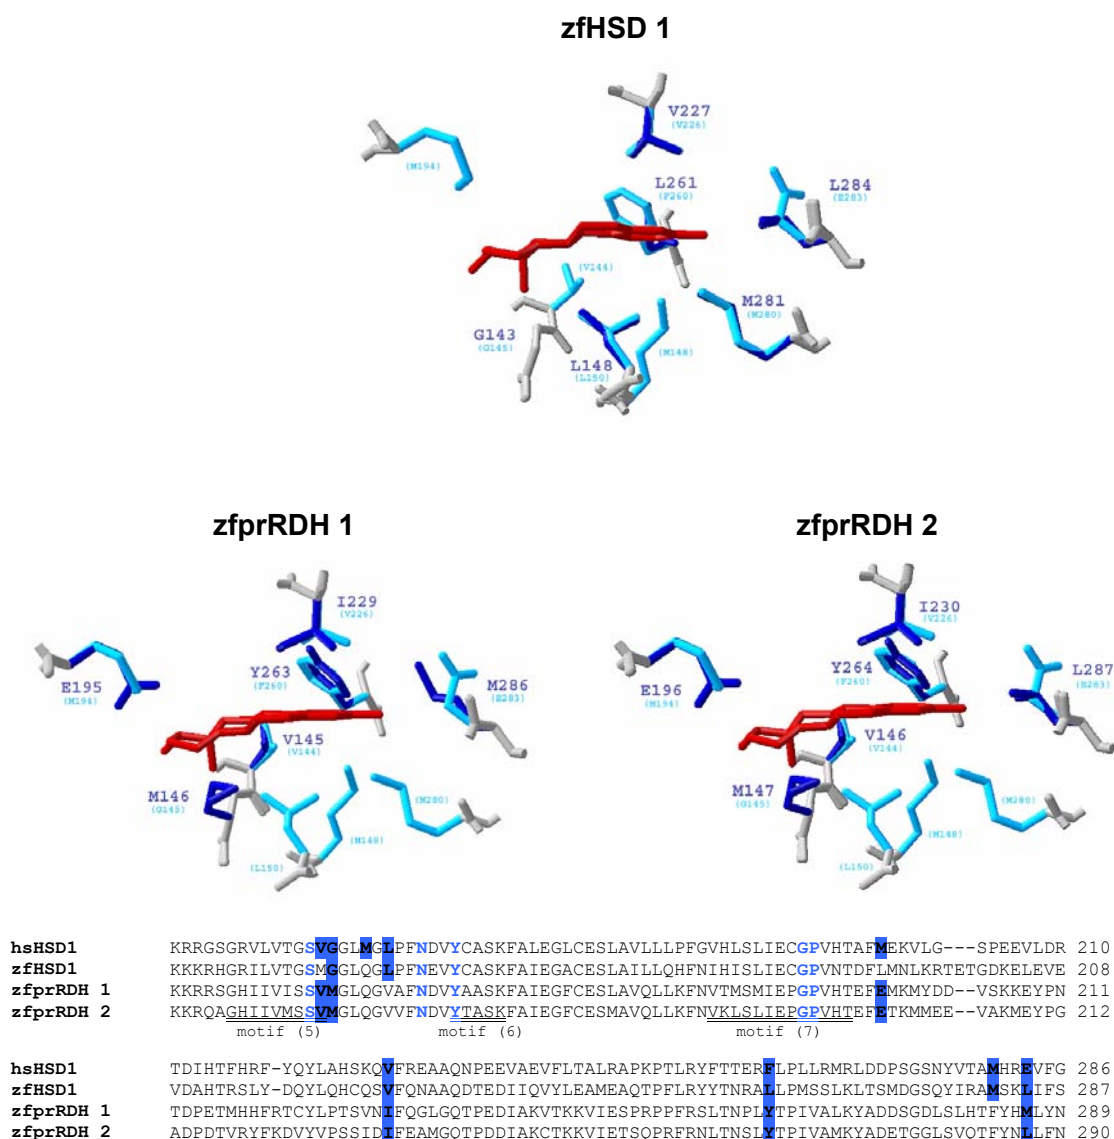 zfHSD 1
V227
(V226)
(M194)
L261
(F260)
L284
(E283)
(V144)
M281
(M280)
G143
(G145)
L148
(L150)
(M148)
zfprRDH 1
I229
(V226)
Y263
(F260)
E195
(M194)
M286
(E283)
V145
(V144)
M146
(G145)
(M280)
(M148)
(L150)
zfprRDH 2
I230
(V226)
Y264
(F260)
L287
(E283)
E196
(M194)
V146
(V144)
M147
(G145)
(M280)
(M148)
(L150)
hsHSD1 KRRGSGRVLVTGSVGGLMGLPFNDVYCASKFALEGLCESLAVLLLPFGVHLSLIECGPVHTAFMEKVLG---SPEEVLDR 210
zfHSD1 KKKRHGRILVTGSMGGLQGLPFNEVYCASKFAIEGACESLAILLQHFNIHISLIECGPVNTDFLMNLKRTETGDKELEVE 208
zfprRDH 1 KKRRSGHIIVISSVMGLQGVAFNDVYAASKFAIEGFCESLAVQLLKFNVTMSMIEPGPVHTEFEMKMYDD--VSKKEYPN 211
zfprRDH 2 KKRQAGHIIVMSSVMGLQGVVFNDVYTASKFAIEGFCESMAVQLLKFNVKLSLIEPGPVHTEFETKMMEE--VAKMEYPG 212
motif (5) motif (6) motif (7)
hsHSD1 TDIHTFHRF-YQYLAHSKQVFREAAQNPEEVAEVFLTALRAPKPTLRYFTTERFLPLLRMRLDDPSGSNYVTAMHREVFG 286
zfHSD1 VDAHTRSLY-DQYLQHCQSVFQNAAQDTEDIIQVYLEAMEAQTPFLRYYTNRALLPMSSLKLTSMDGSQYIRAMSKLIFS 287
zfprRDH 1 TDPETMHHFRTCYLPTSVNIFQGLGQTPEDIAKVTKKVIESPRPPFRSLTNPLYTPIVALKYADDSGDLSLHTFYHMLYN 289
zfprRDH 2 ADPDTVRYFKDVYVPSSIDIFEAMGQTPDDIAKCTKKVIETSQPRFRNLTNSLYTPIVAMKYADETGGLSVQTFYNLLFN 290